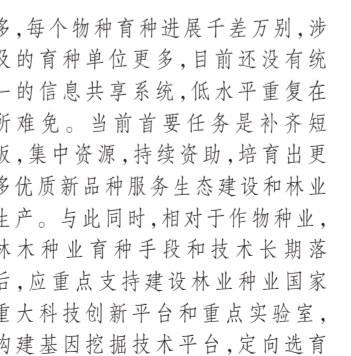 多,每个物种育种进展千差万别,涉
及的育种单位更多,目前还没有统
一的信息共享系统,低水平重复在
所难免。当前首要任务是补齐短
板,集中资源,持续资助,培育出更
多优质新品种服务生态建设和林业
生产。与此同时,相对于作物种业,
林木种业育种手段和技术长期落
后,应重点支持建设林业种业国家
重大科技创新平台和重点实验室,
构建基因挖掘技术平台,定向选育